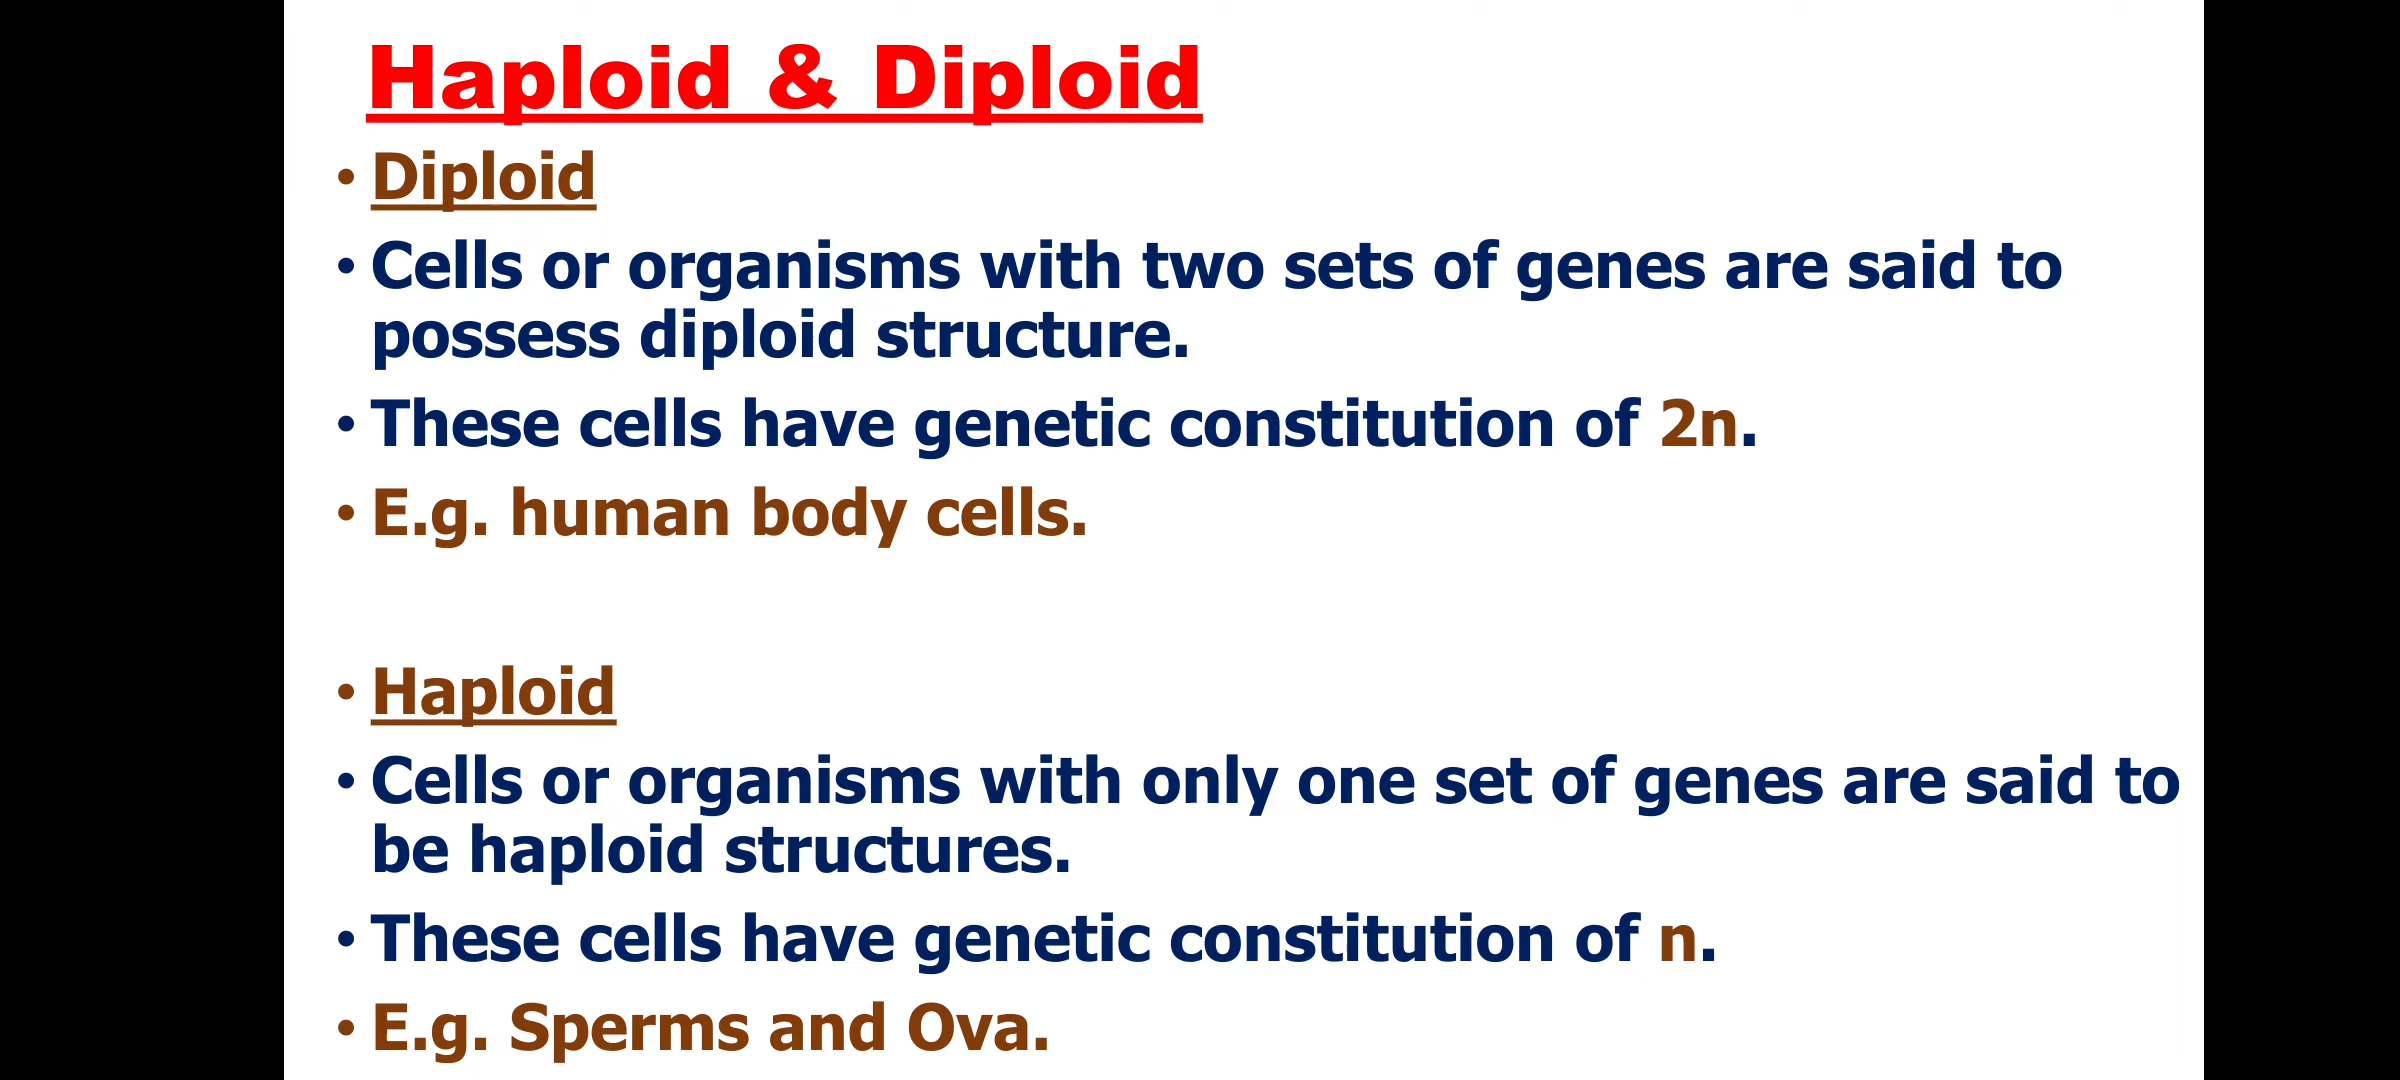 Haploid & Diploid
• Diploid
• Cells or organisms with two sets of genes are said to
possess diploid structure.
• These cells have genetic constitution of 2n.
• E.g. human body cells.
• Haploid
• Cells or organisms with only one set of genes are said to
be haploid structures.
• These cells have genetic constitution of n.
• E.g. Sperms and Ova.